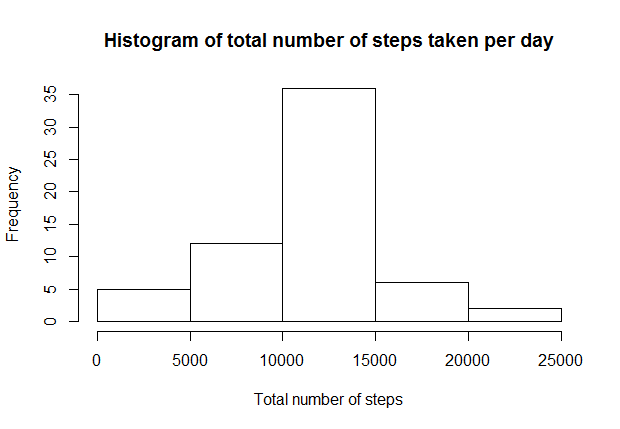 Histogram of total number of steps taken per day
Frequency
35
30
25
20
15
10
5
0
0 5000 10000 15000 20000 25000
Total number of steps